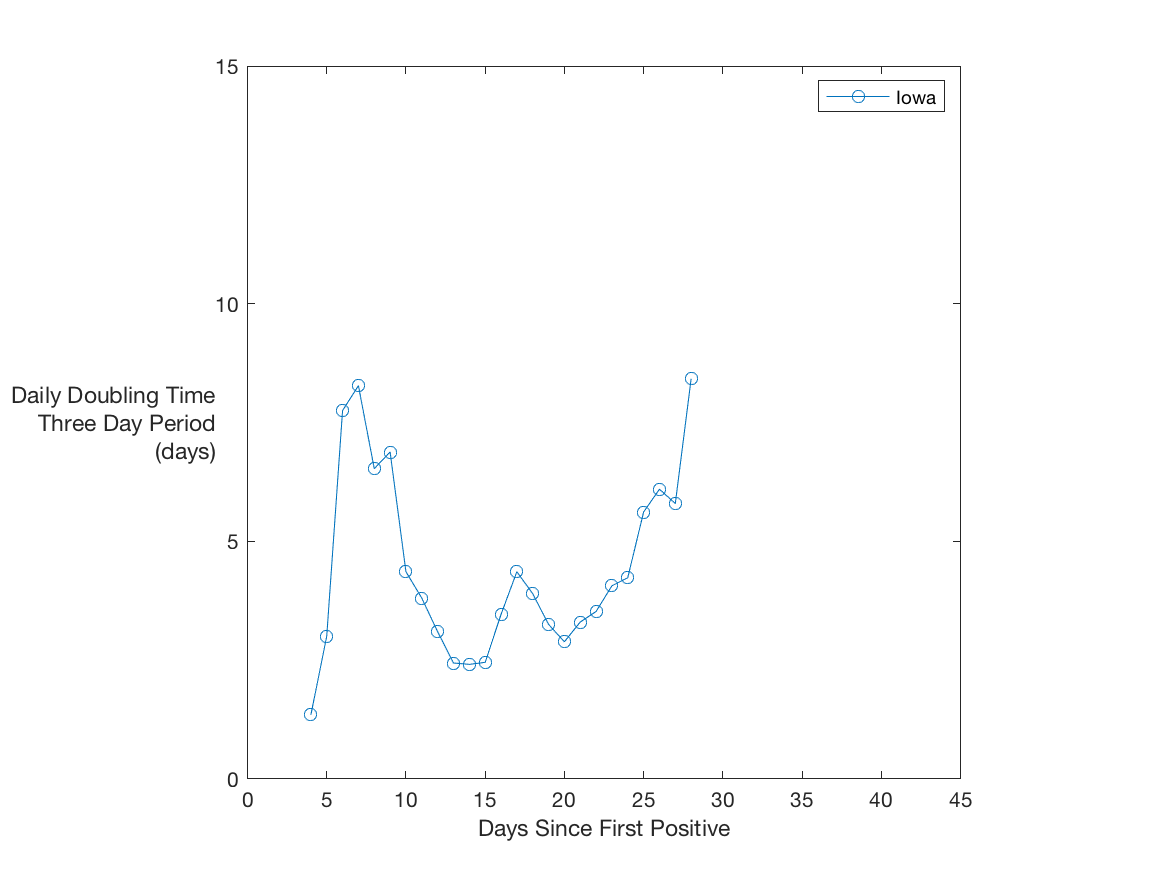 15
Iowa
10
Daily Doubling Time
Three Day Period
(days)
5
0
0 5 10 15 20 25 30 35 40 45
Days Since First Positive